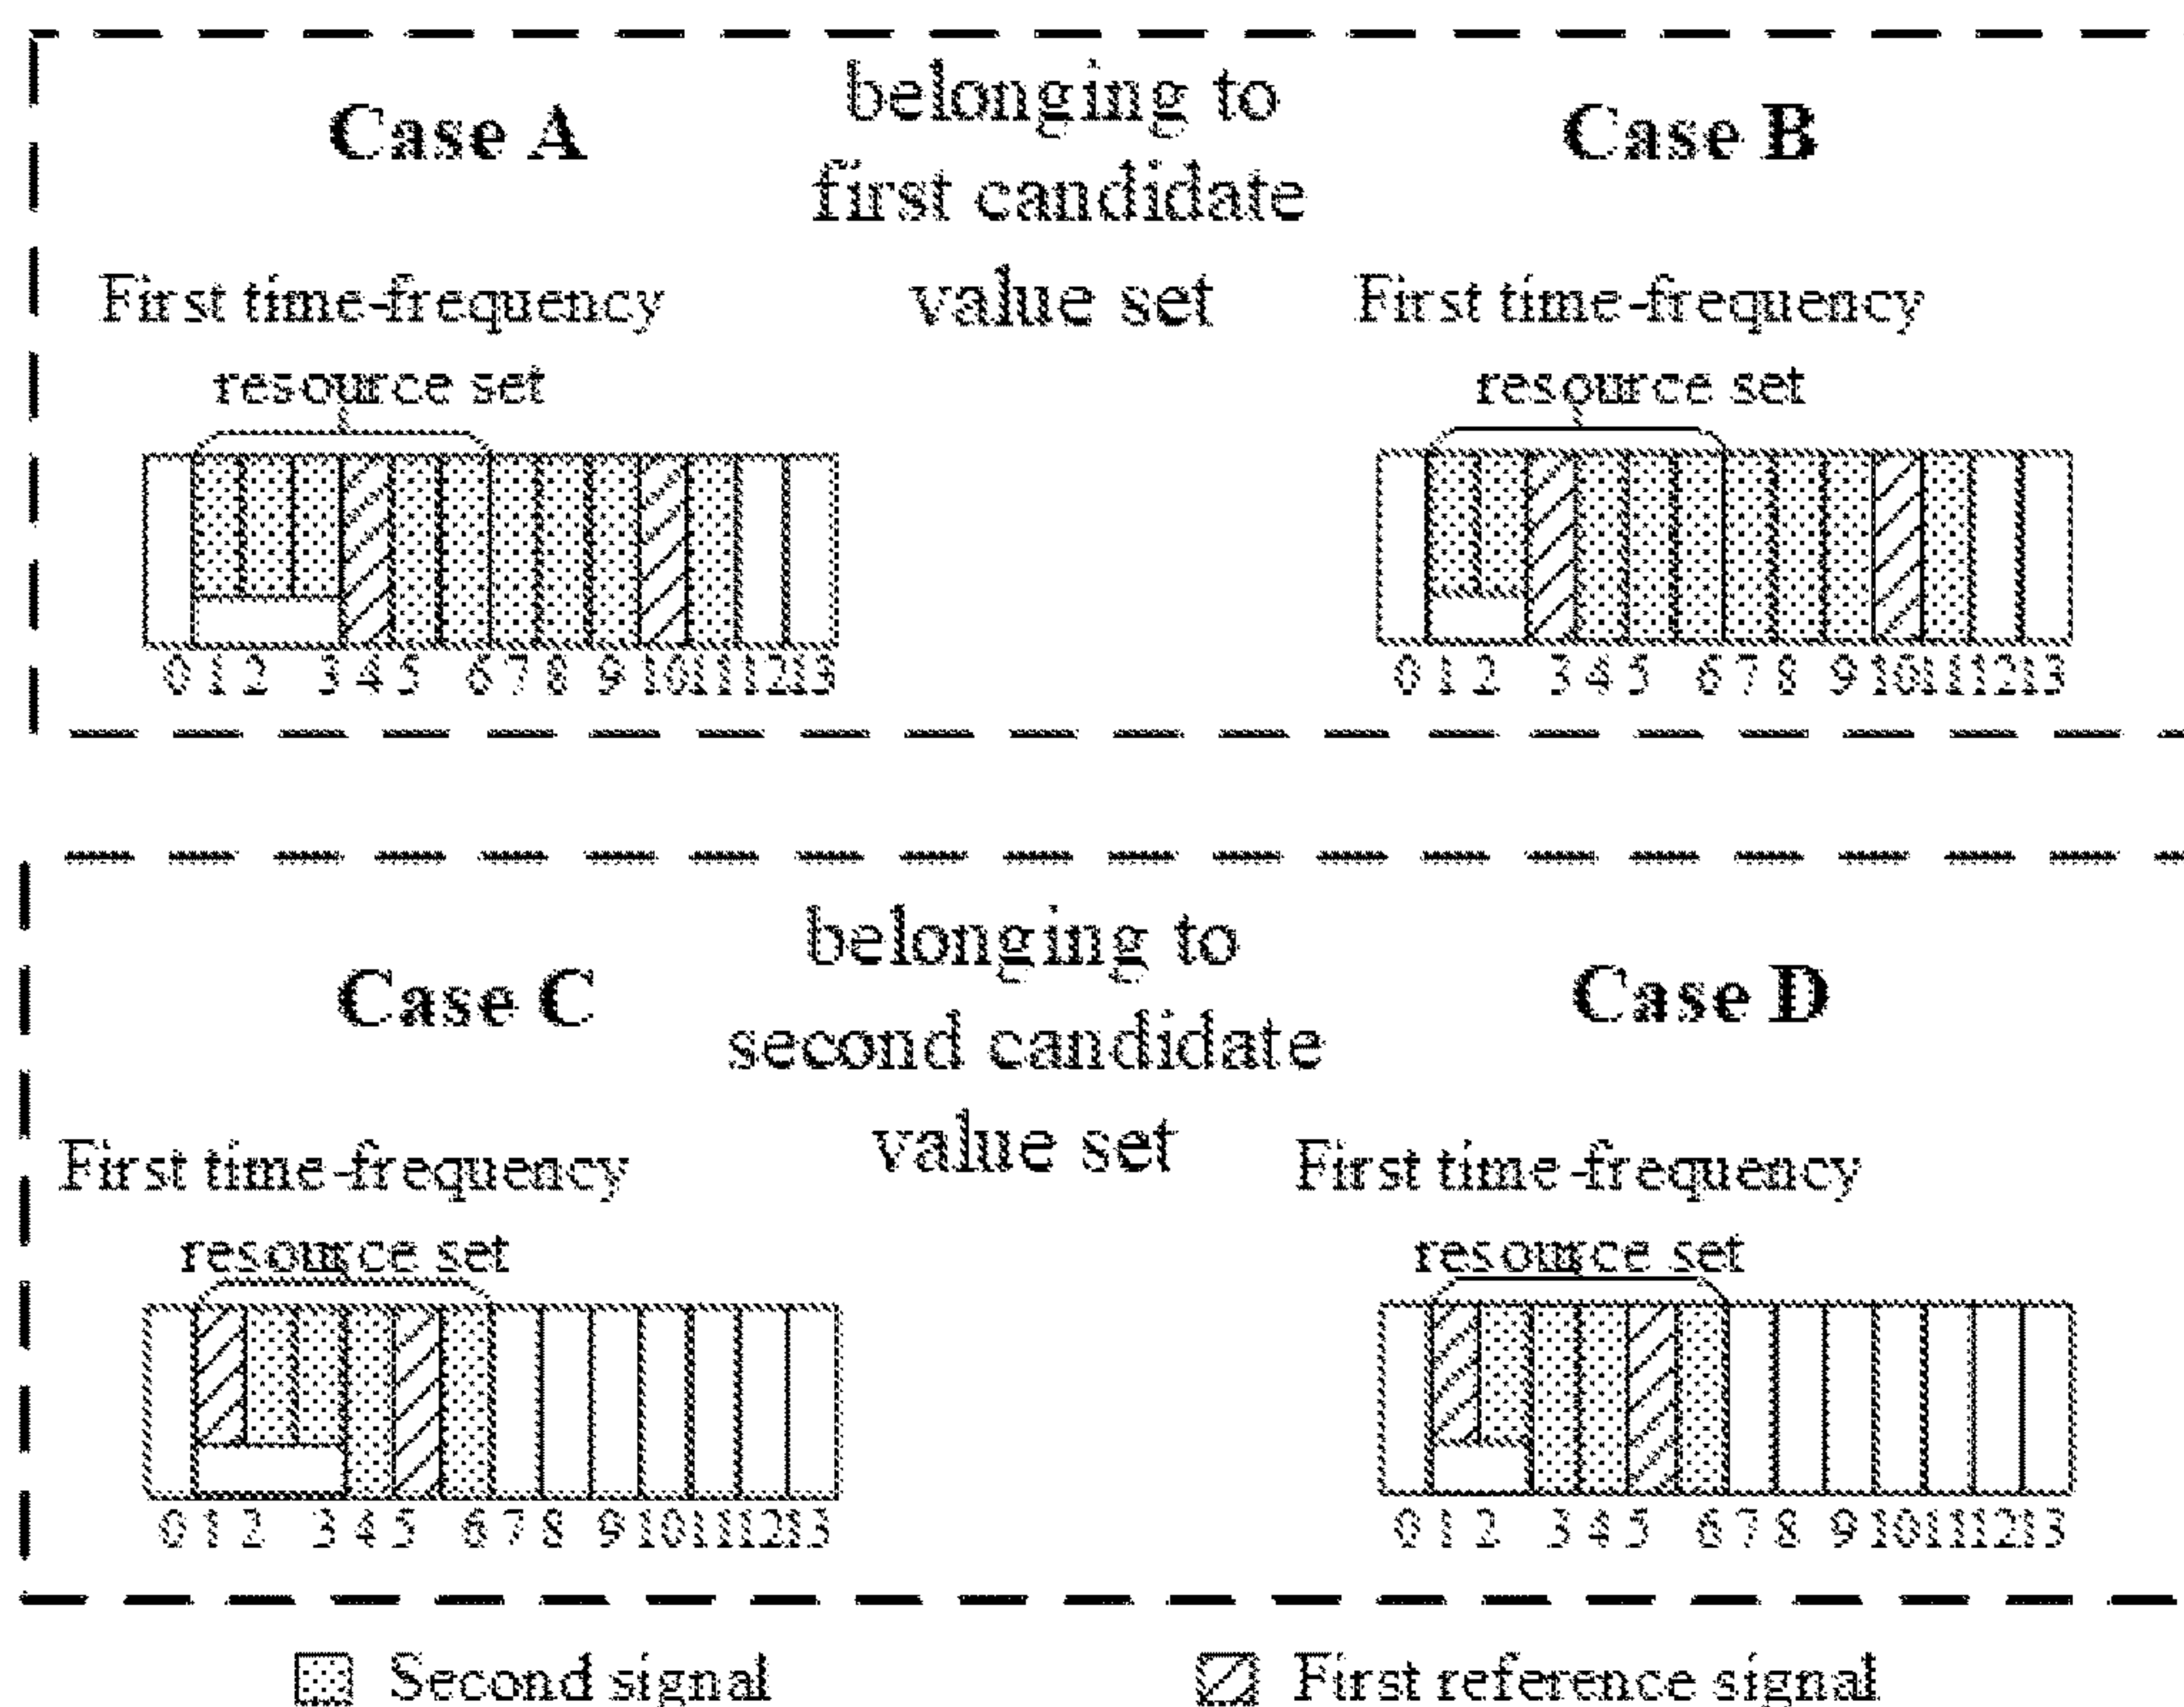 Case A
belonging to
first candidate
value set
Case B
First time-frequency
resource set
First time-frequency
resource set
0 1 2 3 4 5 6 7 8 9 10 11 12 13
0 1 2 3 4 5 6 7 8 9 10 11 12 13
Case C
belonging to
second candidate
value set
Case D
First time-frequency
resource set
First time-frequency
resource set
0 1 2 3 4 5 6 7 8 9 10 11 12 13
0 1 2 3 4 5 6 7 8 9 10 11 12 13
Second signal
First reference signal